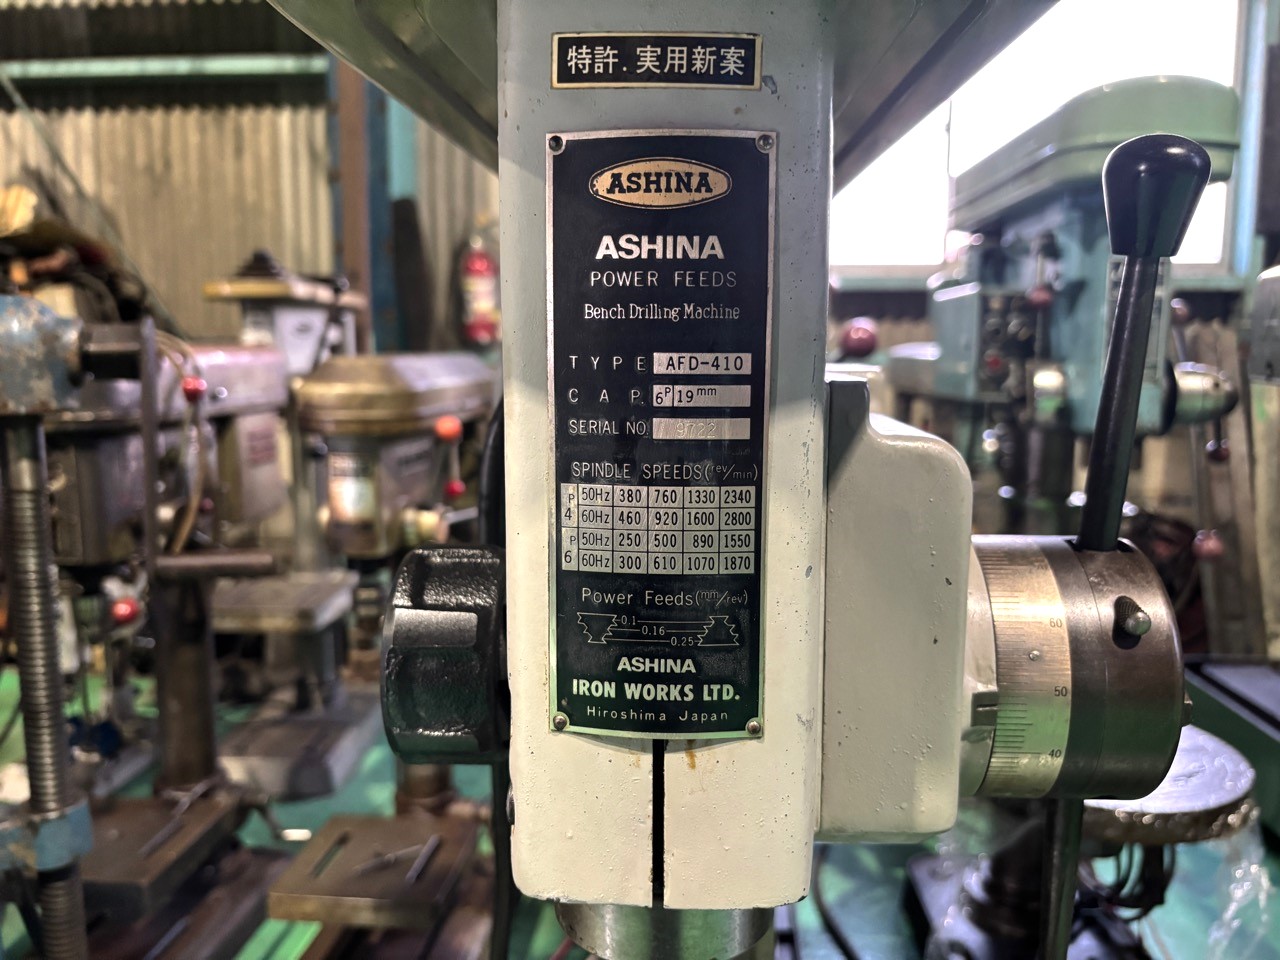 特許.実用新案
ASHINA
ASHINA
POWER FEEDS
Bench Drilling Machine
TYPE AFD-410
CAP. 6P 19mm
SERIAL NO. 9722
SPINDLE SPEEDS(rev/min)
P4 50Hz 380 760 1330 2340
60Hz 460 920 1600 2800
P6 50Hz 250 500 890 1550
60Hz 300 610 1070 1870
Power Feeds(mm/rev)
0.1
0.16
0.25
ASHINA
IRON WORKS LTD.
Hiroshima Japan
60
50
40